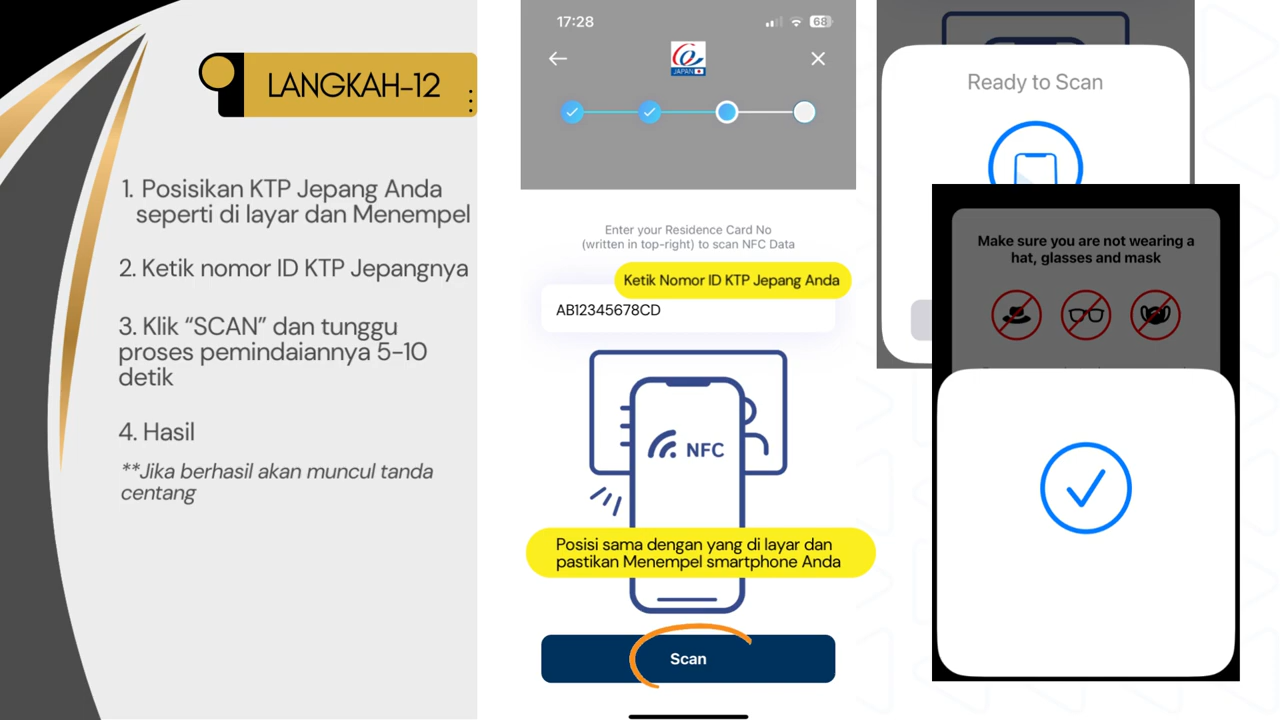 LANGKAH-12
1. Posisikan KTP Jepang Anda
seperti di layar dan Menempel
2. Ketik nomor ID KTP Jepangnya
3. Klik “SCAN” dan tunggu
proses pemindaiannya 5-10
detik
4. Hasil
**Jika berhasil akan muncul tanda
centang
17:28
68
JAPAN
Enter your Residence Card No
(written in top-right) to scan NFC Data
Ketik Nomor ID KTP Jepang Anda
AB12345678CD
NFC
Posisi sama dengan yang di layar dan
pastikan Menempel smartphone Anda
Scan
Ready to Scan
Make sure you are not wearing a
hat, glasses and mask